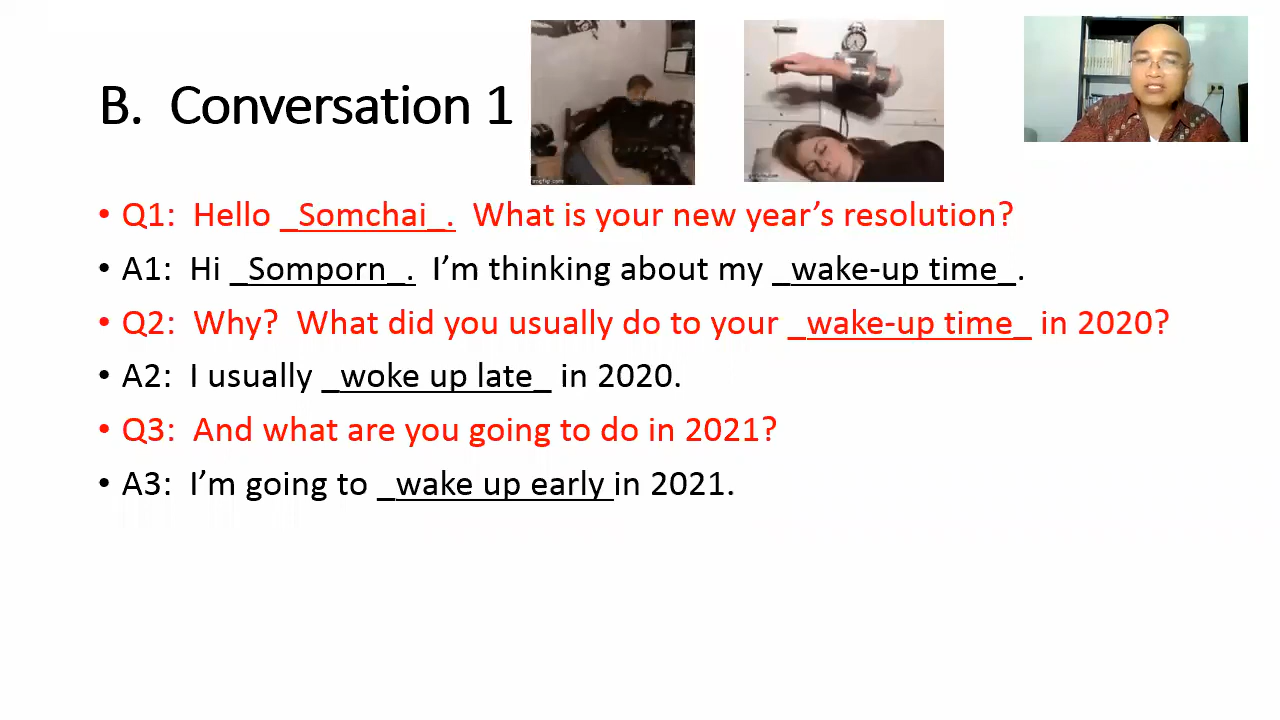 B. Conversation 1
• Q1: Hello _Somchai_. What is your new year’s resolution?
• A1: Hi _Somporn_. I’m thinking about my _wake-up time_.
• Q2: Why? What did you usually do to your _wake-up time_ in 2020?
• A2: I usually _woke up late_ in 2020.
• Q3: And what are you going to do in 2021?
• A3: I’m going to _wake up early in 2021.
imgflip.com